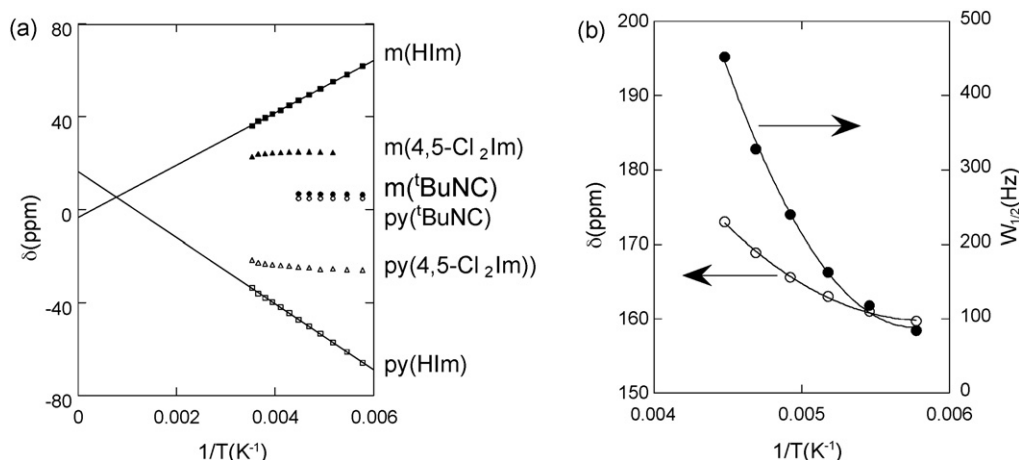 (a)
80
40
0
-40
-80
δ(ppm)
0
0.002
0.004
0.006
1/T(K⁻¹)
m(HIm)
m(4,5-Cl₂Im)
m(ᵗBuNC)
py(ᵗBuNC)
py(4,5-Cl₂Im))
py(HIm)
(b)
200
195
190
180
170
160
150
δ(ppm)
500
400
300
200
100
0
W₁/₂(Hz)
0.004
0.005
0.006
1/T(K⁻¹)